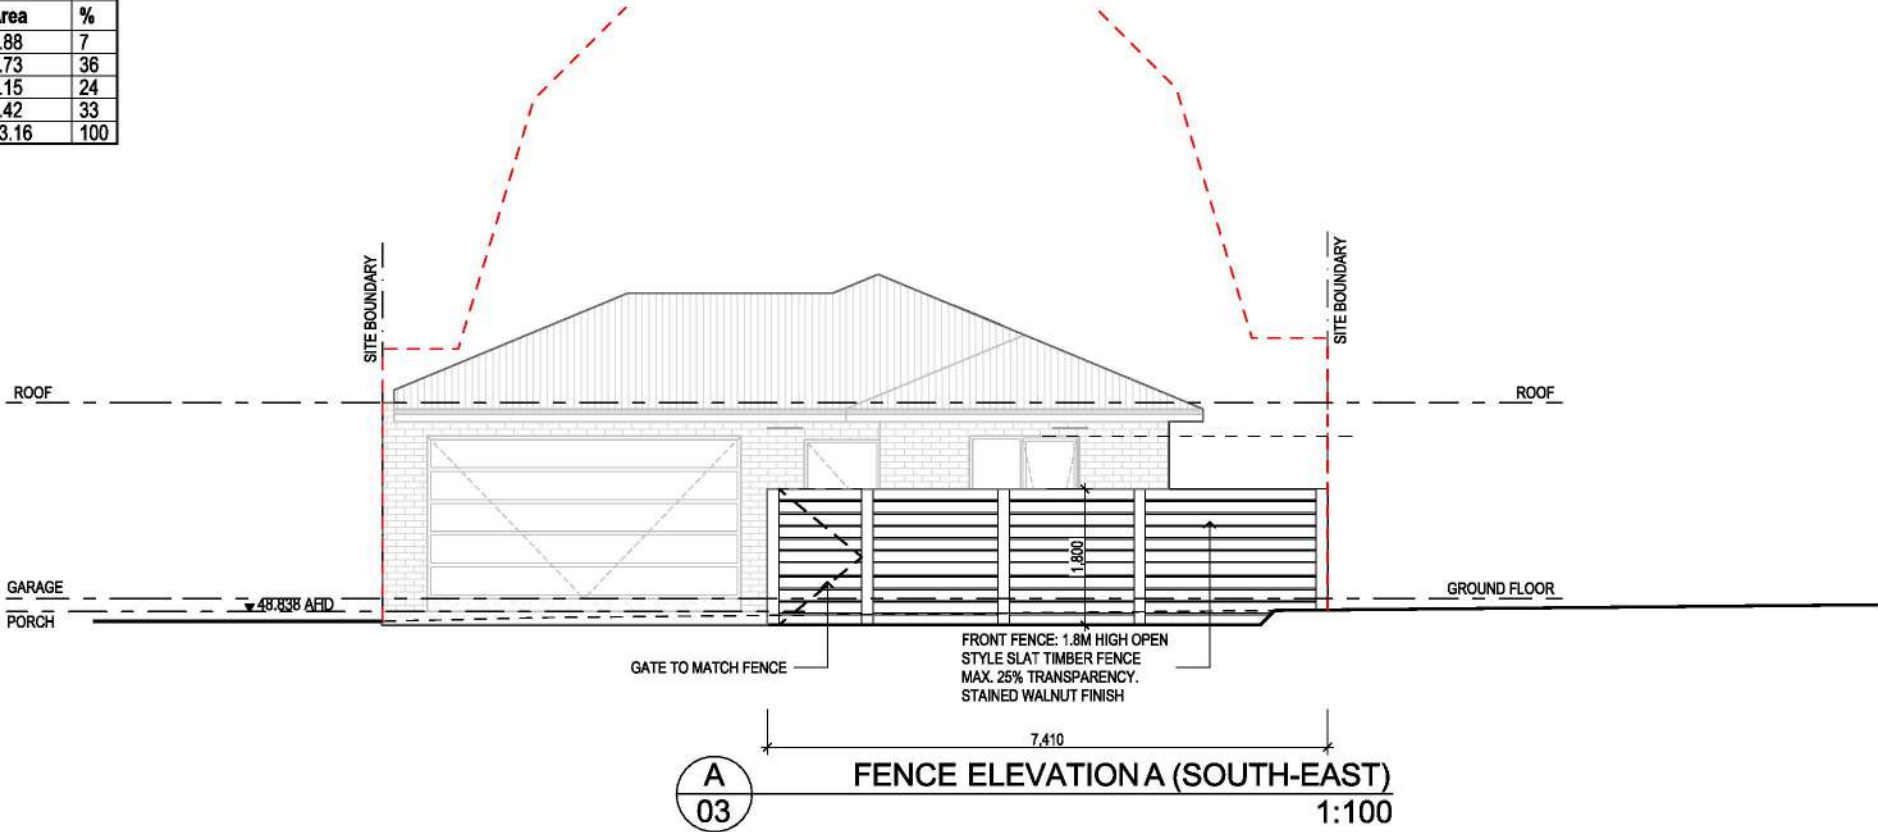 Area %
.88 7
.73 36
.15 24
.42 33
3.16 100
SITE BOUNDARY
SITE BOUNDARY
ROOF
ROOF
GARAGE
48.838 AHD
PORCH
GROUND FLOOR
1,800
GATE TO MATCH FENCE
FRONT FENCE: 1.8M HIGH OPEN
STYLE SLAT TIMBER FENCE
MAX. 25% TRANSPARENCY.
STAINED WALNUT FINISH
7,410
A
03
FENCE ELEVATION A (SOUTH-EAST)
1:100